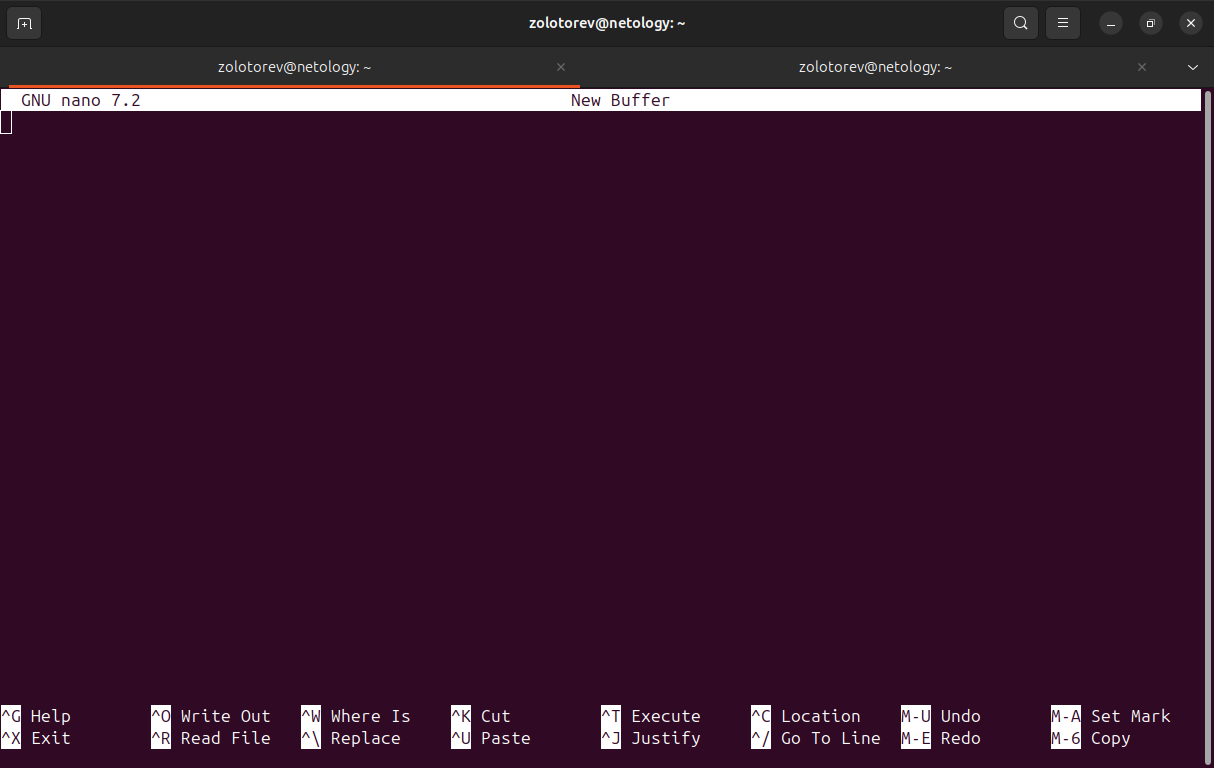 zolotorev@netology: ~
zolotorev@netology: ~ zolotorev@netology: ~
GNU nano 7.2 New Buffer
^G Help ^O Write Out ^W Where Is ^K Cut ^T Execute ^C Location M-U Undo M-A Set Mark
^X Exit ^R Read File ^\ Replace ^U Paste ^J Justify ^/ Go To Line M-E Redo M-6 Copy